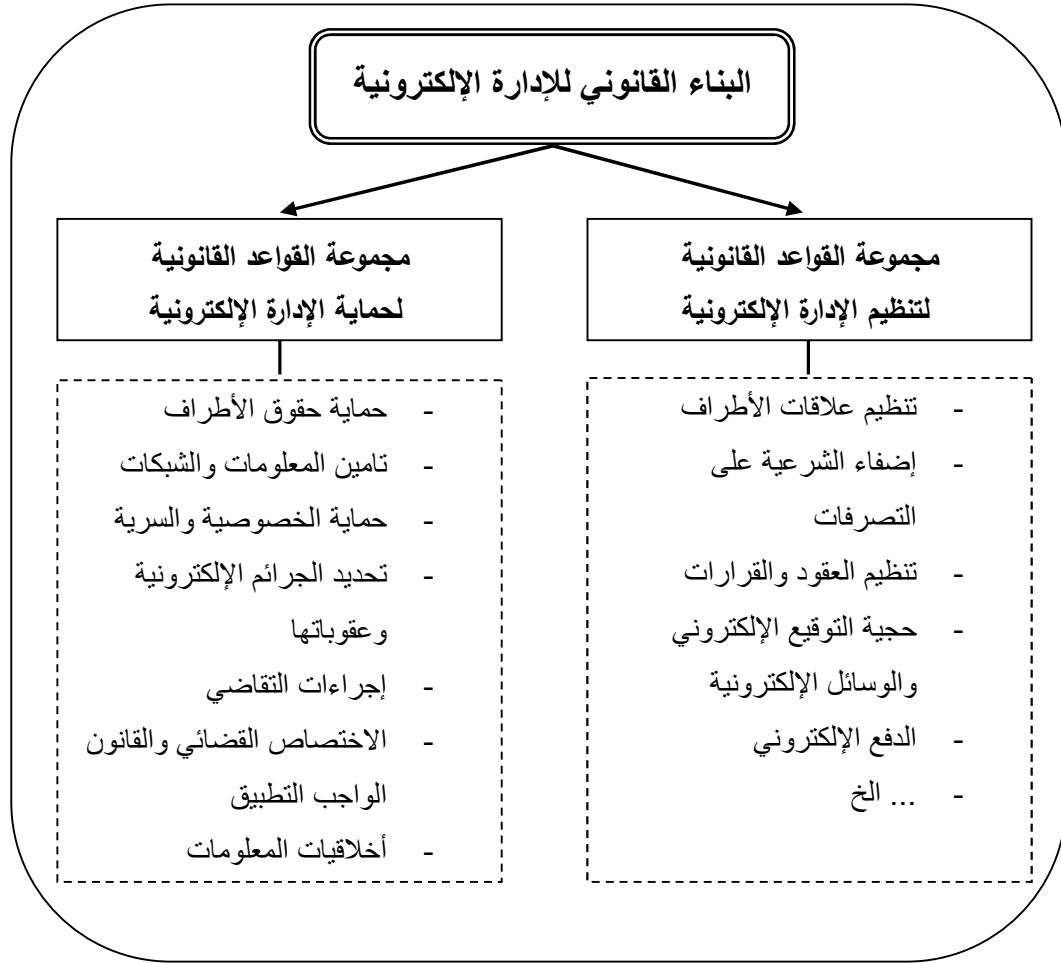 البناء القانوني للإدارة الإلكترونية
مجموعة القواعد القانونية
لتنظيم الإدارة الإلكترونية
- تنظيم علاقات الأطراف
- إضفاء الشرعية على
التصرفات
- تنظيم العقود والقرارات
- حجية التوقيع الإلكتروني
والوسائل الإلكترونية
- الدفع الإلكتروني
- ... الخ
مجموعة القواعد القانونية
لحماية الإدارة الإلكترونية
- حماية حقوق الأطراف
- تامين المعلومات والشبكات
- حماية الخصوصية والسرية
- تحديد الجرائم الإلكترونية
وعقوباتها
- إجراءات التقاضي
- الاختصاص القضائي والقانون
الواجب التطبيق
- أخلاقيات المعلومات